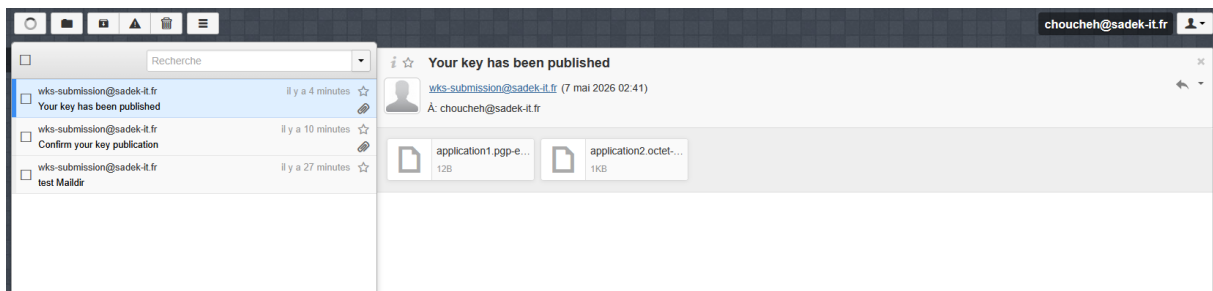 choucheh@sadek-it.fr
Recherche
wks-submission@sadek-it.fr il y a 4 minutes
Your key has been published
wks-submission@sadek-it.fr il y a 10 minutes
Confirm your key publication
wks-submission@sadek-it.fr il y a 27 minutes
test Maildir
i Your key has been published
wks-submission@sadek-it.fr (7 mai 2026 02:41)
À: choucheh@sadek-it.fr
application1.pgp-e... application2.octet-...
12B 1KB